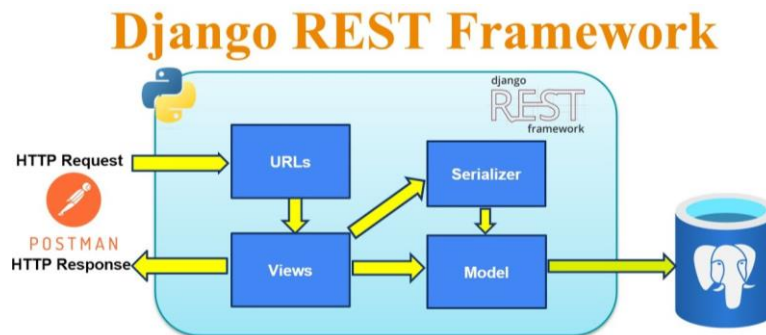 Django REST Framework
django
REST
framework
HTTP Request
URLs
Serializer
POSTMAN
HTTP Response
Views
Model